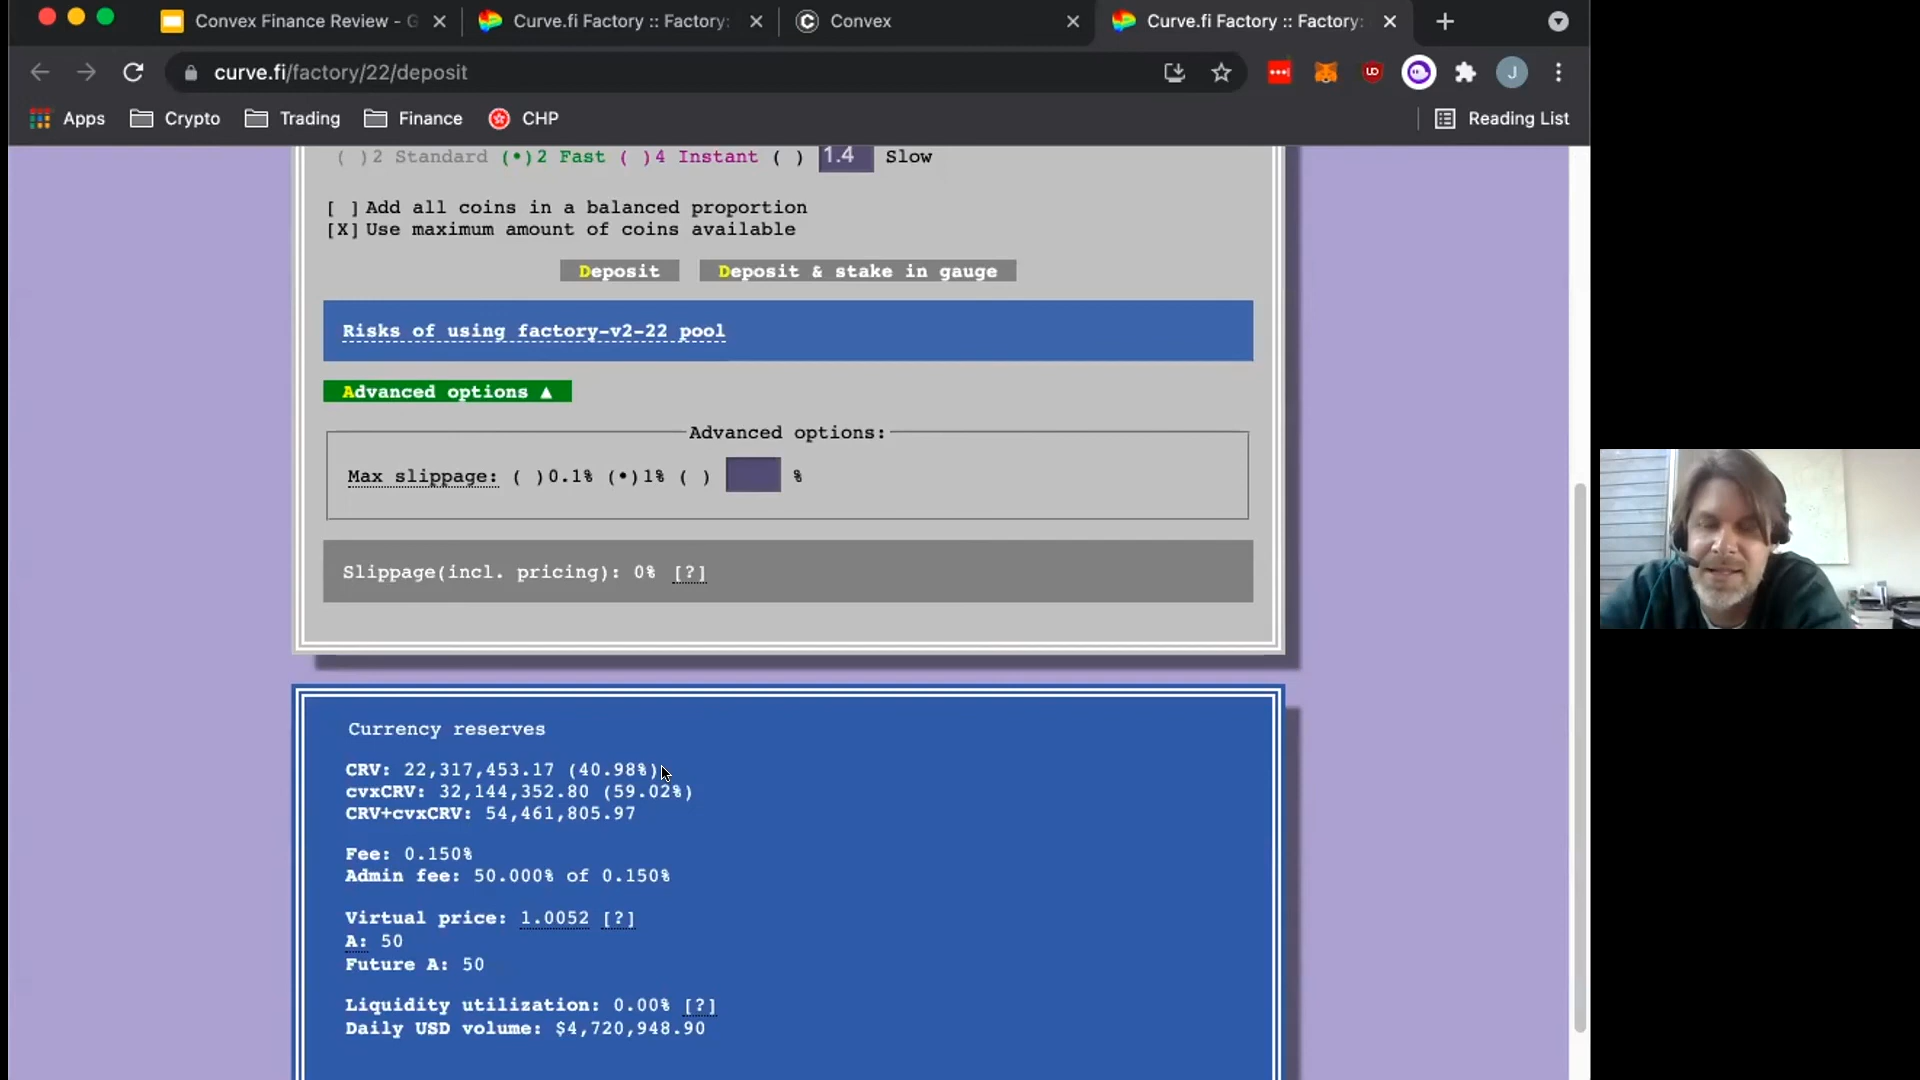 Convex Finance Review - G
Curve.fi Factory :: Factory:
Convex
Curve.fi Factory :: Factory:
curve.fi/factory/22/deposit
J
Apps
Crypto
Trading
Finance
CHP
Reading List
( )2 Standard (•)2 Fast ( )4 Instant ( ) 1.4 Slow
[ ] Add all coins in a balanced proportion
[X] Use maximum amount of coins available
Deposit
Deposit & stake in gauge
Risks of using factory-v2-22 pool
Advanced options ▲
Advanced options:
Max slippage: ( )0.1% (•)1% ( ) %
Slippage(incl. pricing): 0% [?]
Currency reserves
CRV: 22,317,453.17 (40.98%)
cvxCRV: 32,144,352.80 (59.02%)
CRV+cvxCRV: 54,461,805.97
Fee: 0.150%
Admin fee: 50.000% of 0.150%
Virtual price: 1.0052 [?]
A: 50
Future A: 50
Liquidity utilization: 0.00% [?]
Daily USD volume: $4,720,948.90